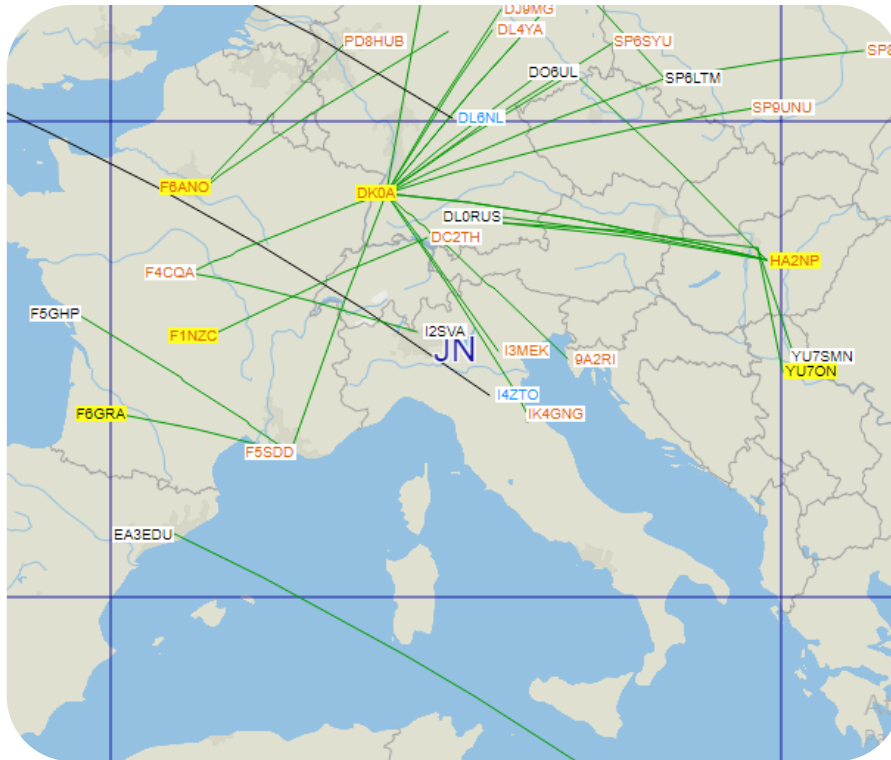 DJ9MG
DL4YA
PD8HUB
SP6SYU
SP8
DO6UL
SP6LTM
SP9UNU
DL6NL
F6ANO
DK0A
DL0RUS
DC2TH
HA2NP
F4CQA
F5GHP
F1NZC
I2SVA
JN
I3MEK
9A2RI
YU7SMN
YU7ON
I4ZTO
F6GRA
IK4GNG
F5SDD
EA3EDU